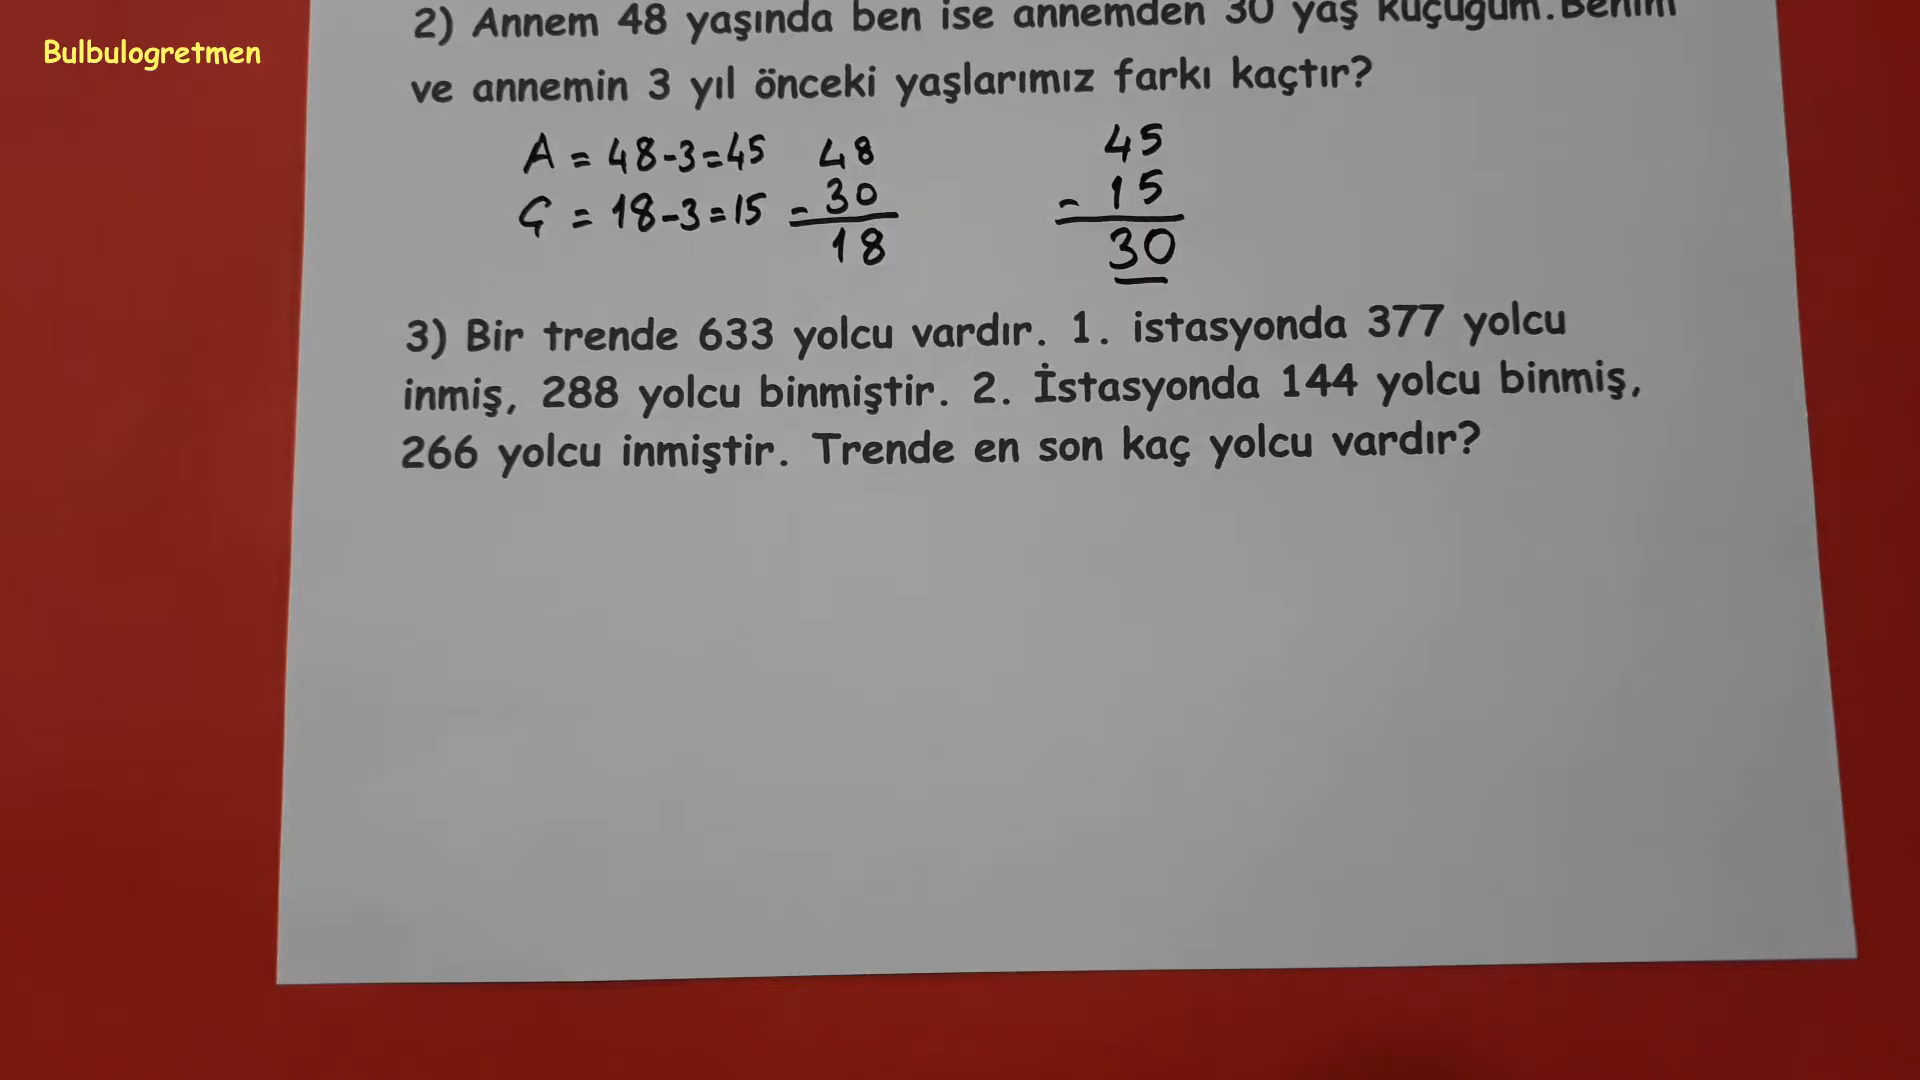 Bulbulogretmen
2) Annem 48 yaşında ben ise annemden 30 yaş küçüğüm. Benim
ve annemin 3 yıl önceki yaşlarımız farkı kaçtır?
A = 48-3=45
Ç = 18-3=15
48
- 30
18
45
- 15
30
3) Bir trende 633 yolcu vardır. 1. istasyonda 377 yolcu
inmiş, 288 yolcu binmiştir. 2. İstasyonda 144 yolcu binmiş,
266 yolcu inmiştir. Trende en son kaç yolcu vardır?